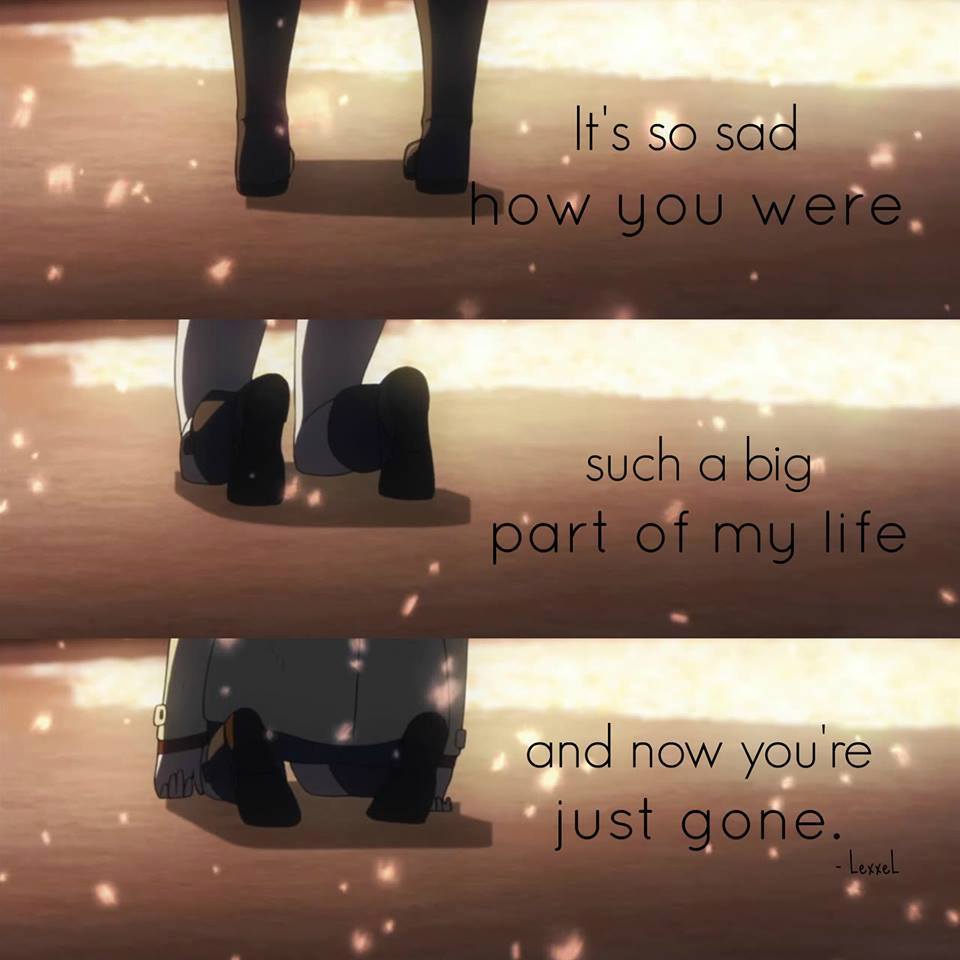 It's so sad
how you were
such a big
part of my life
and now you're
just gone.
- LexxeL